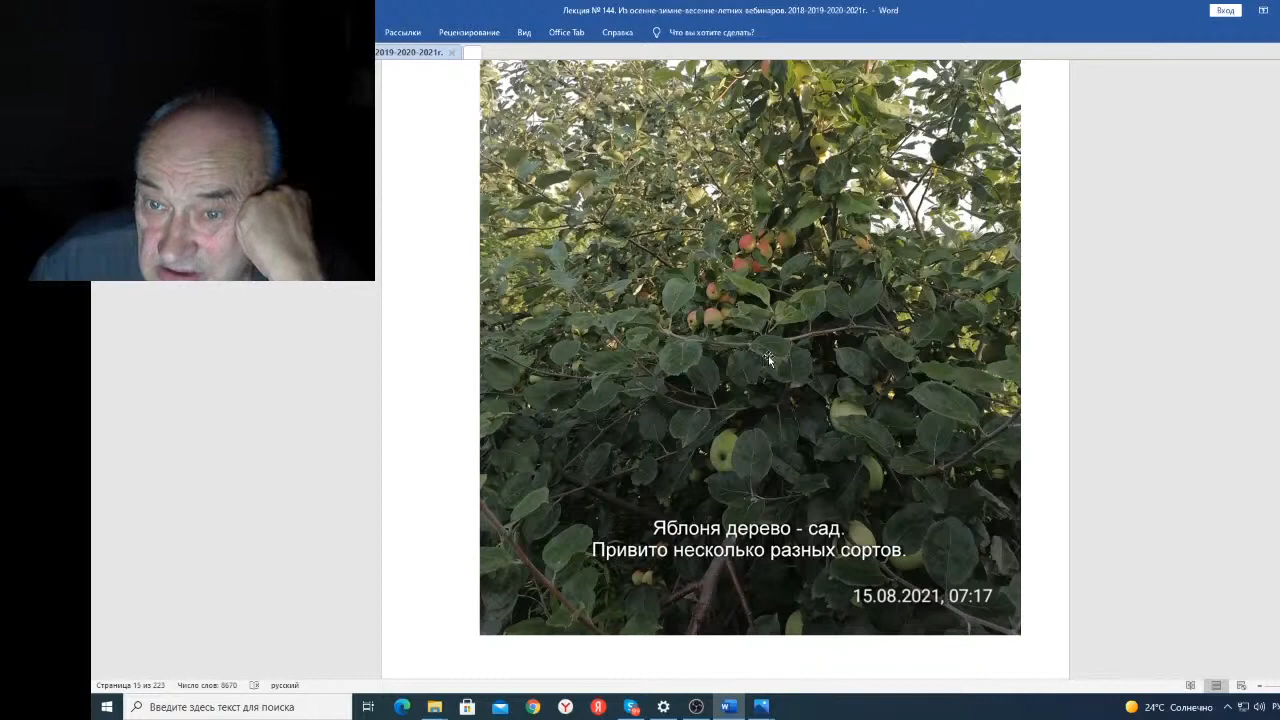 Лекция № 144. Из осенне-зимне-весенне-летних вебинаров. 2018-2019-2020-2021г. - Word
Вход
Рассылки Рецензирование Вид Office Tab Справка Что вы хотите сделать?
2019-2020-2021г.
Яблоня дерево - сад.
Привито несколько разных сортов.
15.08.2021, 07:17
Страница 15 из 223 Число слов: 8670 русский
Введите здесь текст для поиска
24°C Солнечно